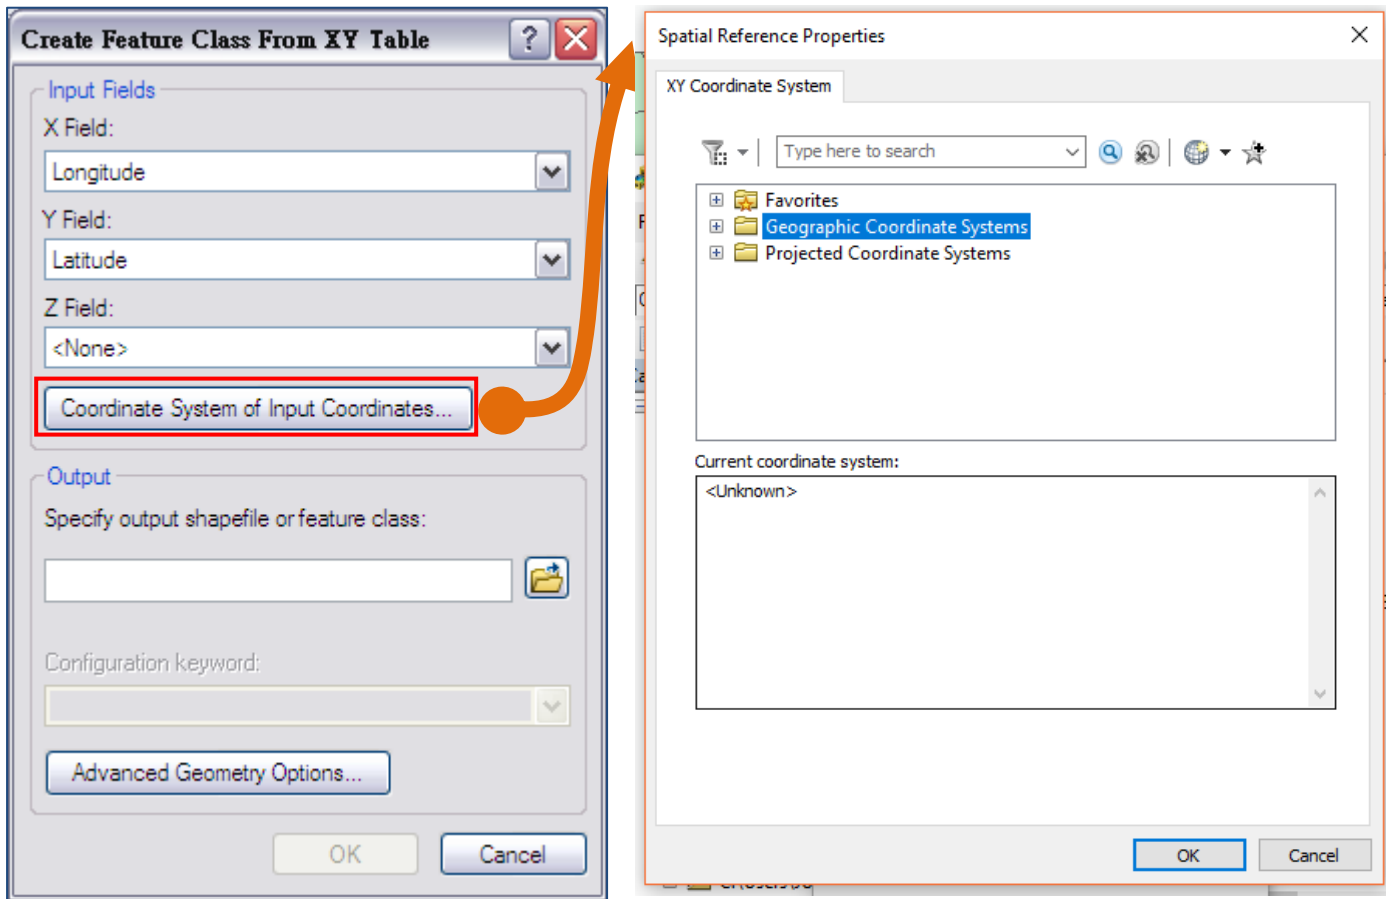 Create Feature Class From XY Table
Input Fields
X Field:
Longitude
Y Field:
Latitude
Z Field:
<None>
Coordinate System of Input Coordinates...
Output
Specify output shapefile or feature class:
Configuration keyword:
Advanced Geometry Options...
OK
Cancel
Spatial Reference Properties
XY Coordinate System
Type here to search
Favorites
Geographic Coordinate Systems
Projected Coordinate Systems
Current coordinate system:
<Unknown>
OK
Cancel